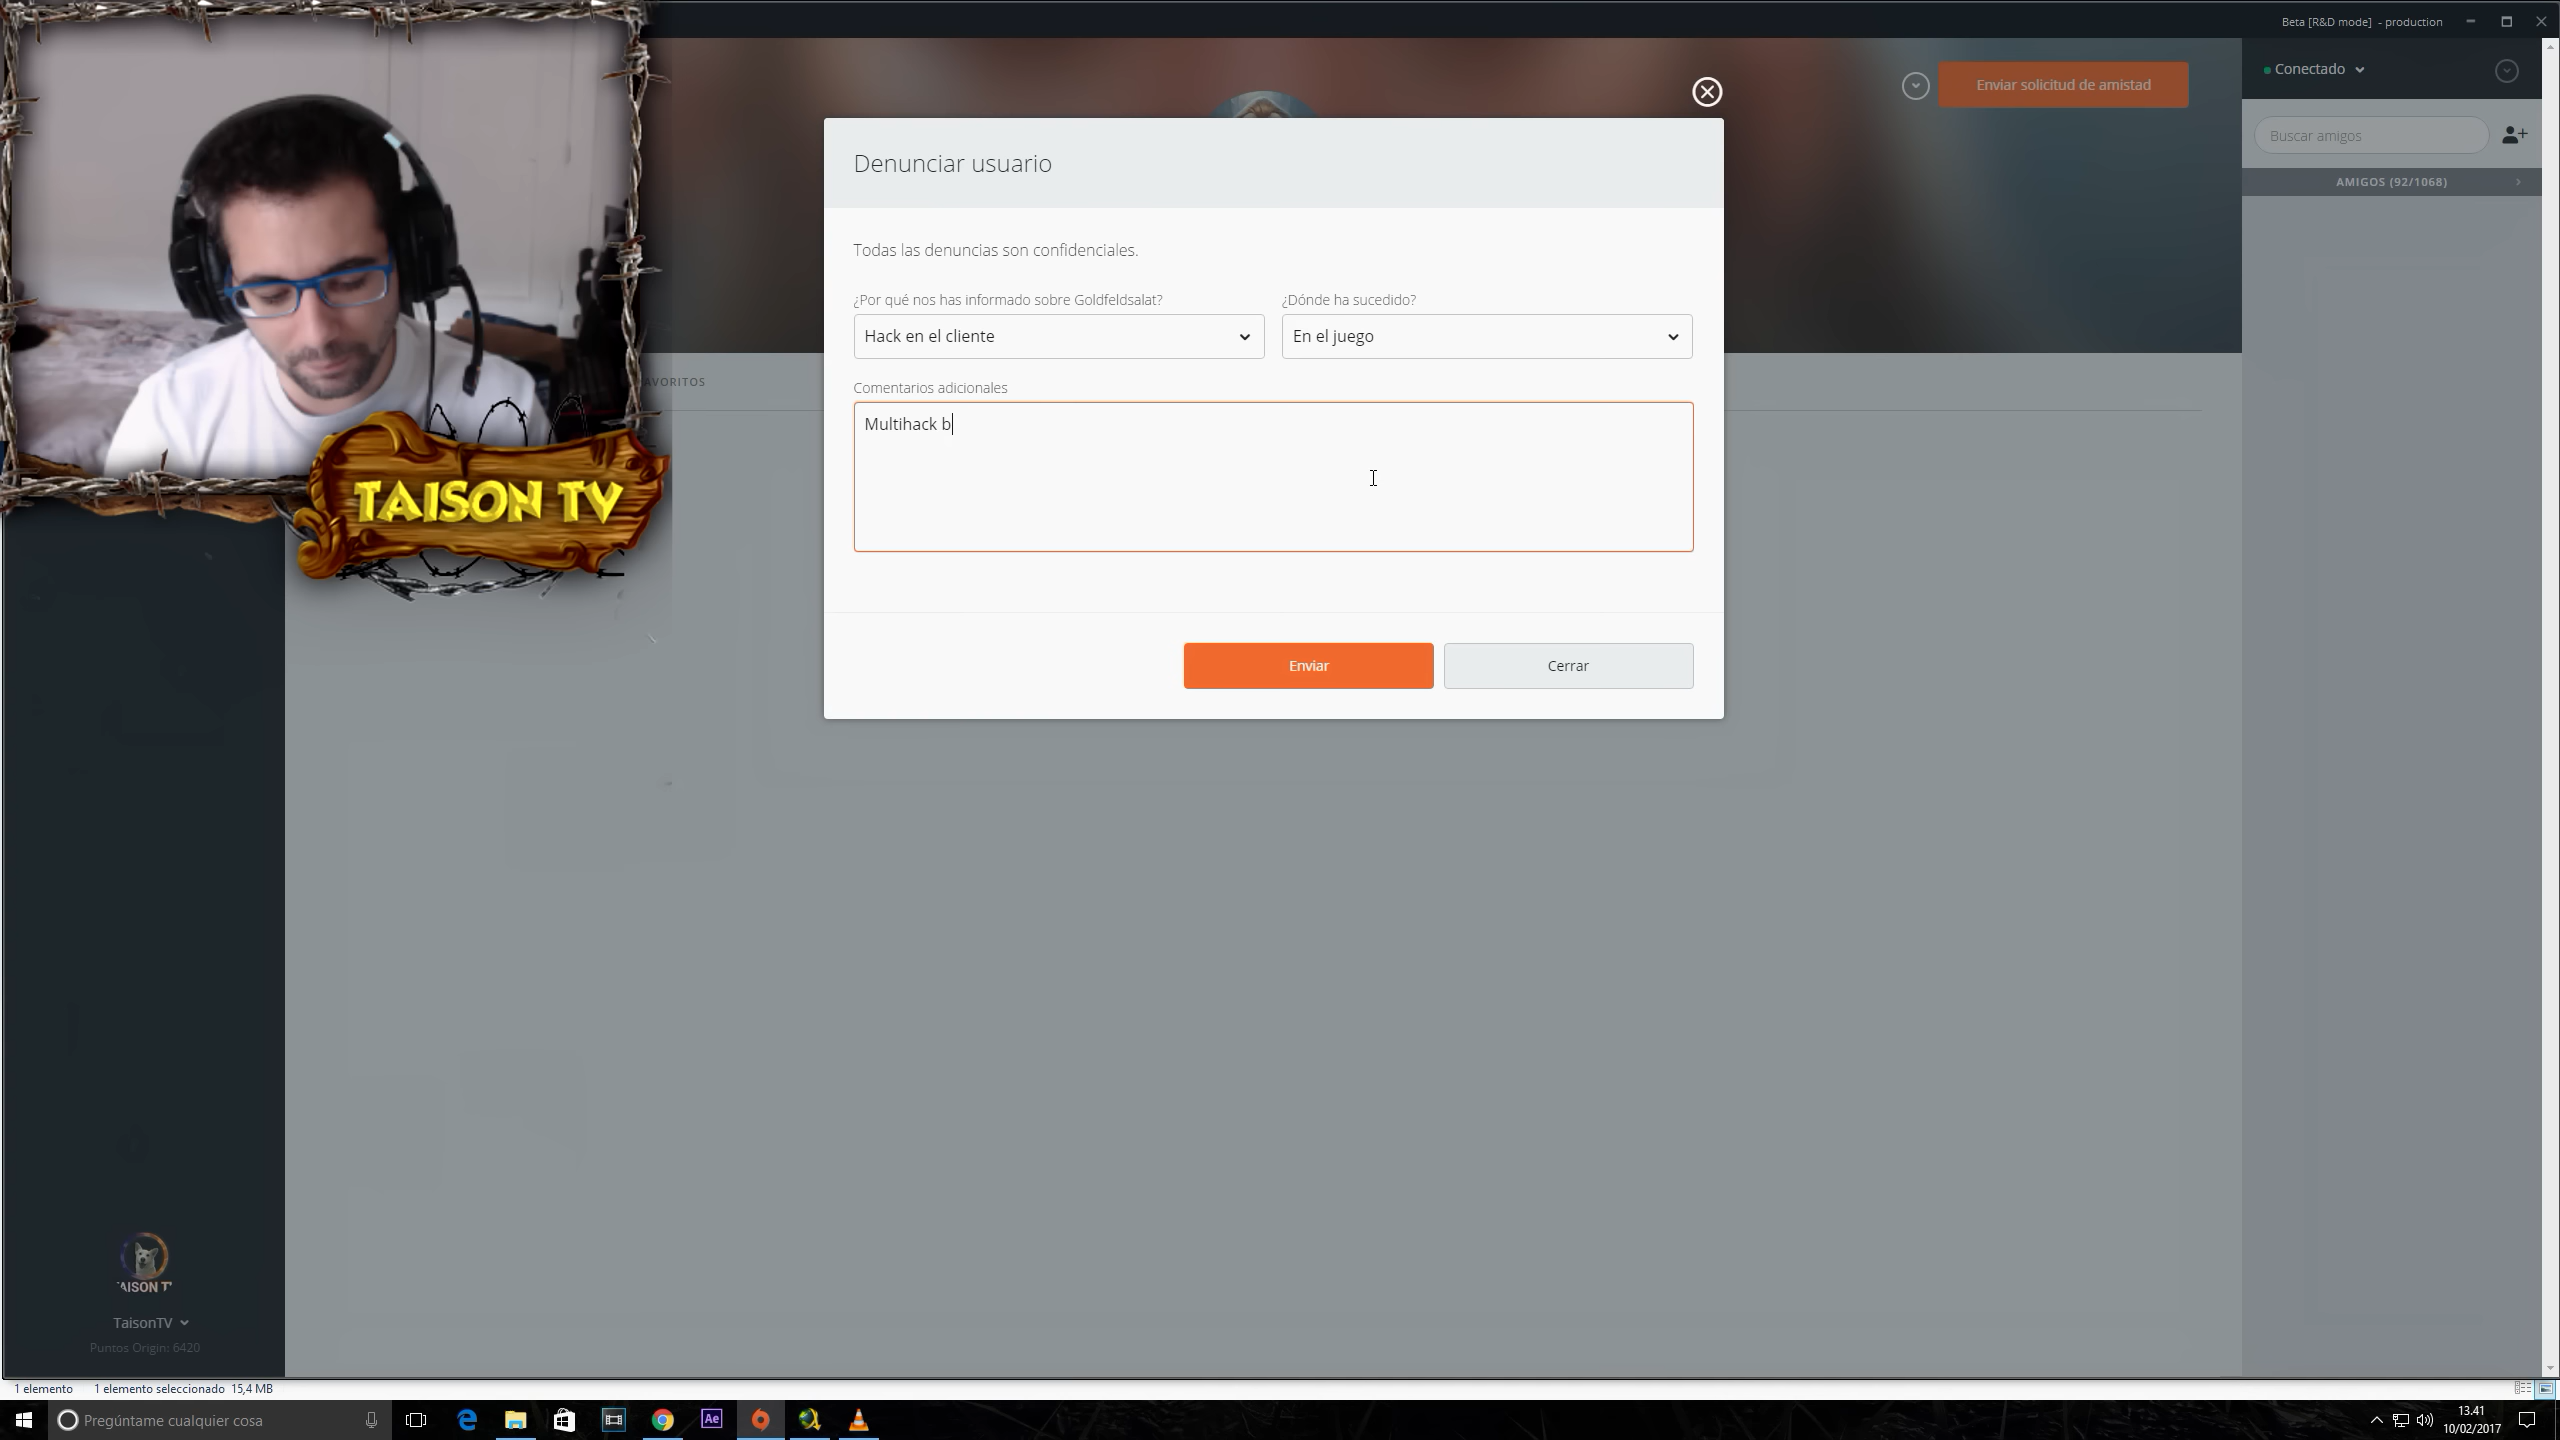 Beta [R&D mode] - production
Conectado
Enviar solicitud de amistad
Buscar amigos
AMIGOS (92/1068)
Denunciar usuario
Todas las denuncias son confidenciales.
¿Por qué nos has informado sobre Goldfeldsalat?
¿Dónde ha sucedido?
Hack en el cliente
En el juego
AVORITOS
Comentarios adicionales
Multihack b
TAISON TV
Enviar
Cerrar
AISON T
TaisonTV
Puntos Origin: 6420
1 elemento
1 elemento seleccionado 15,4 MB
Pregúntame cualquier cosa
Ae
13.41
10/02/2017